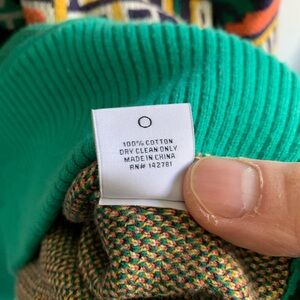 100% COTTON
DRY CLEAN ONLY
MADE IN CHINA
RN# 142781